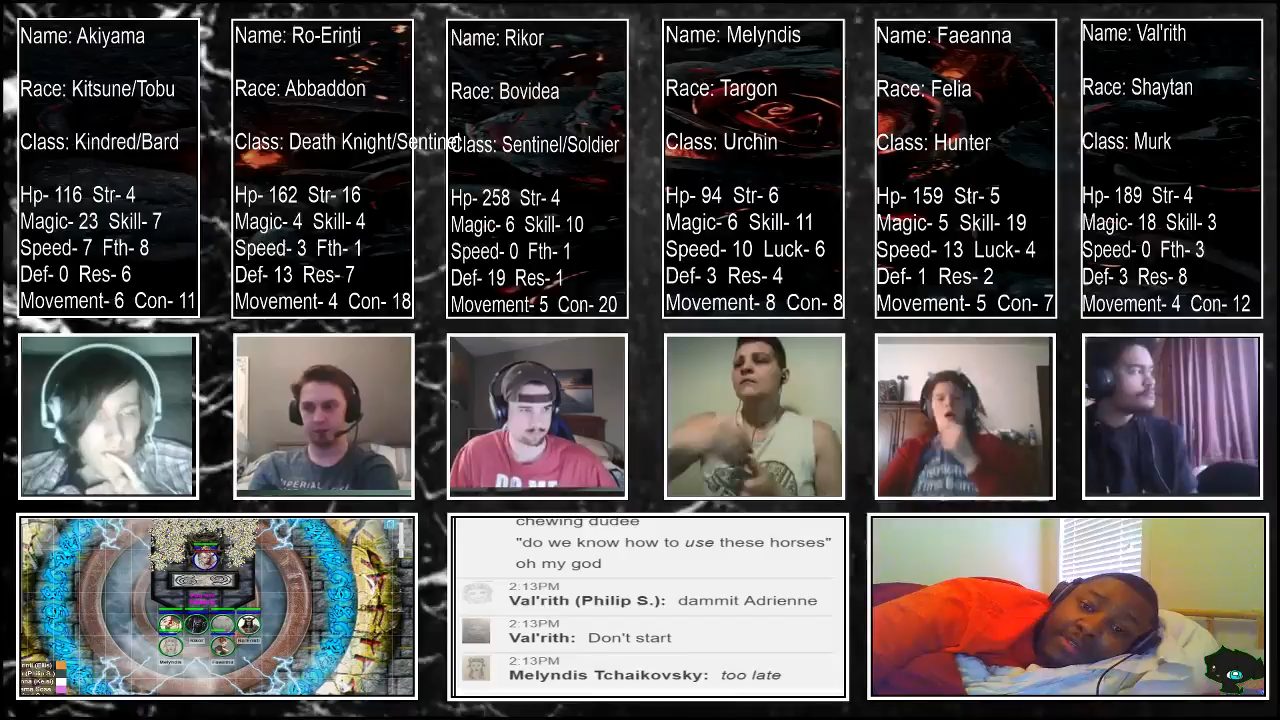 Name: Akiyama
Race: Kitsune/Tobu
Class: Kindred/Bard
Hp- 116 Str- 4
Magic- 23 Skill- 7
Speed- 7 Fth- 8
Def- 0 Res- 6
Movement- 6 Con- 11
Name: Ro-Erinti
Race: Abbaddon
Class: Death Knight/Sentinel
Hp- 162 Str- 16
Magic- 4 Skill- 4
Speed- 3 Fth- 1
Def- 13 Res- 7
Movement- 4 Con- 18
Name: Rikor
Race: Bovidea
Class: Sentinel/Soldier
Hp- 258 Str- 4
Magic- 6 Skill- 10
Speed- 0 Fth- 1
Def- 19 Res- 1
Movement- 5 Con- 20
Name: Melyndis
Race: Targon
Class: Urchin
Hp- 94 Str- 6
Magic- 6 Skill- 11
Speed- 10 Luck- 6
Def- 3 Res- 4
Movement- 8 Con- 8
Name: Faeanna
Race: Felia
Class: Hunter
Hp- 159 Str- 5
Magic- 5 Skill- 19
Speed- 13 Luck- 4
Def- 1 Res- 2
Movement- 5 Con- 7
Name: Val'rith
Race: Shaytan
Class: Murk
Hp- 189 Str- 4
Magic- 18 Skill- 3
Speed- 0 Fth- 3
Def- 3 Res- 8
Movement- 4 Con- 12
Melyndis
chewing dudee
"do we know how to use these horses"
oh my god
2:13PM
Val'rith (Philip S.): dammit Adrienne
2:13PM
Val'rith: Don't start
2:13PM
Melyndis Tchaikovsky: too late